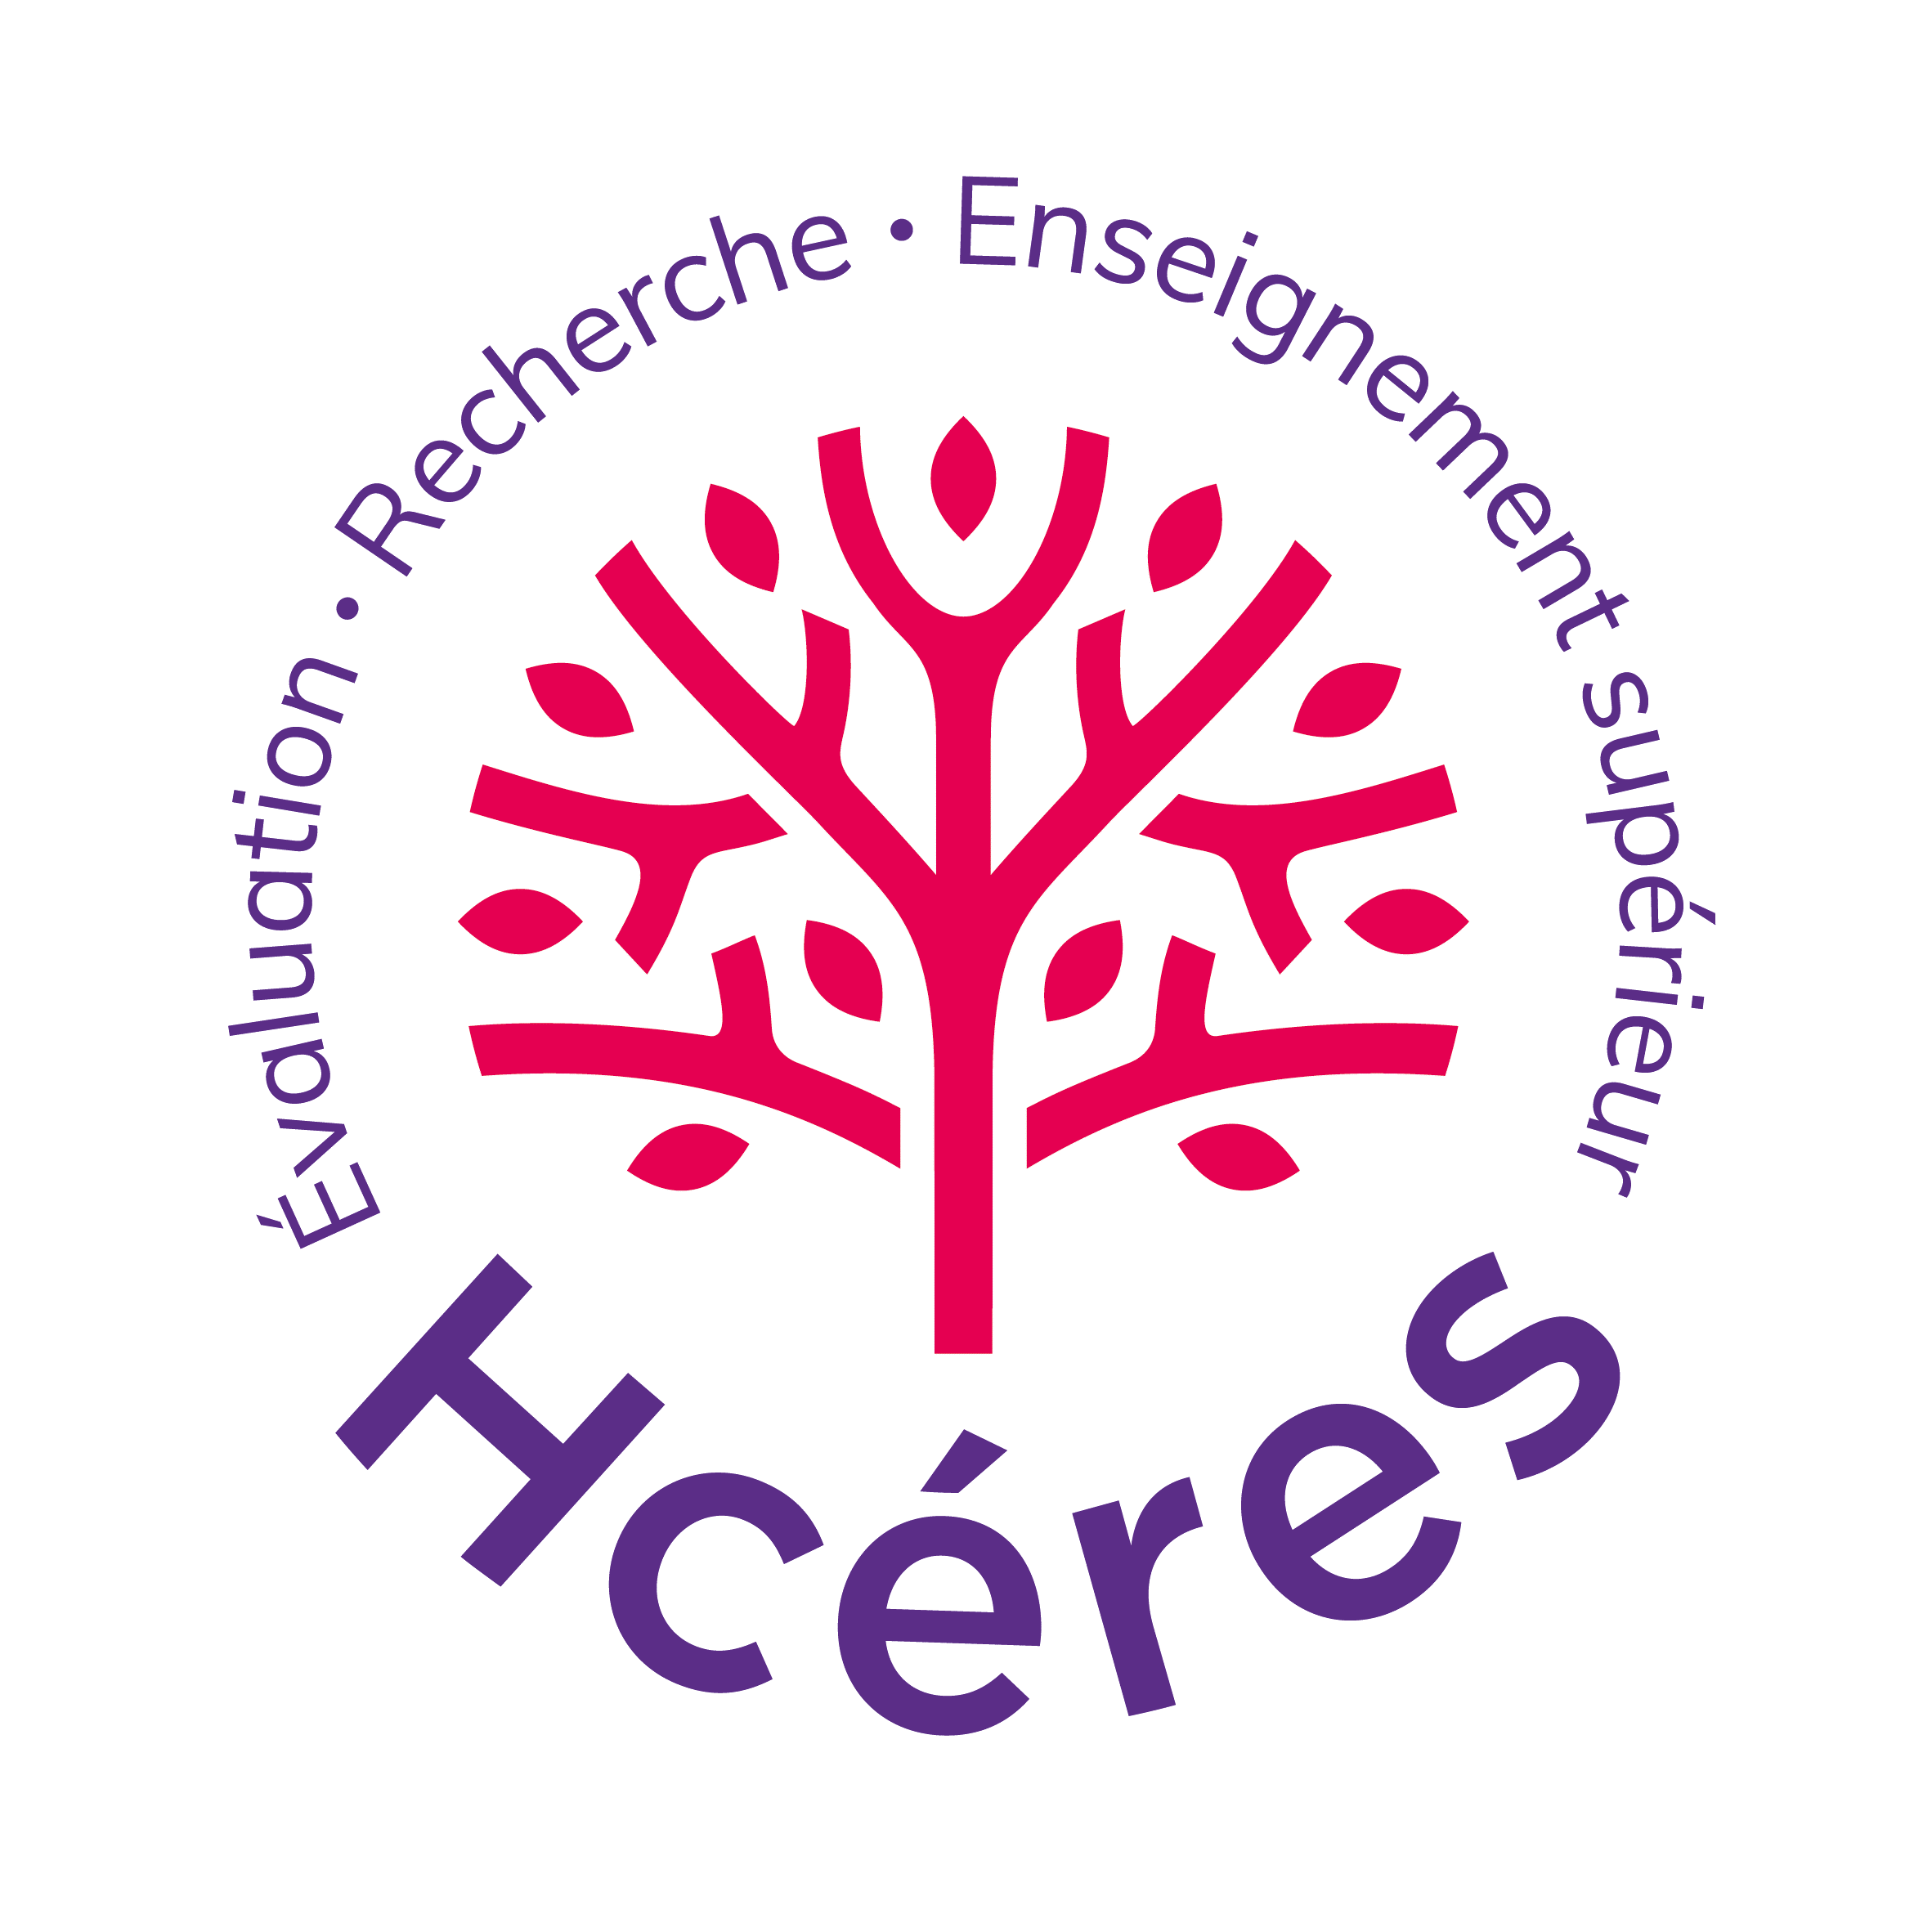 Évaluation • Recherche • Enseignement supérieur
Hcéres